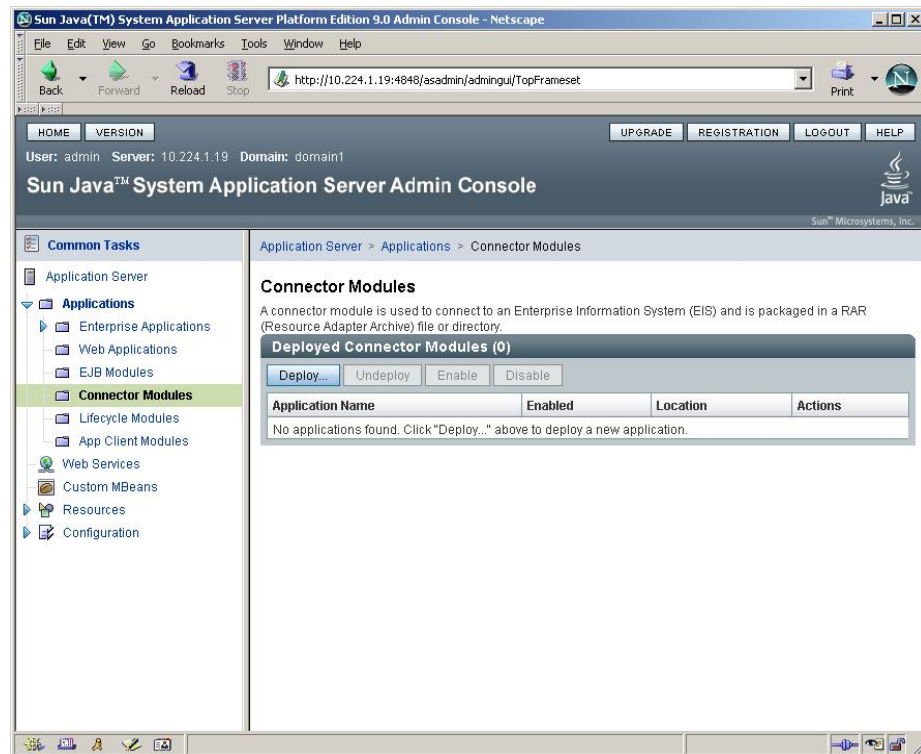 Sun Java(TM) System Application Server Platform Edition 9.0 Admin Console - Netscape
File Edit View Go Bookmarks Tools Window Help
Back Forward Reload Stop http://10.224.1.19:4848/asadmin/admingui/TopFrameset Print N
HOME VERSION UPGRADE REGISTRATION LOGOUT HELP
User: admin Server: 10.224.1.19 Domain: domain1
Sun Java™ System Application Server Admin Console
Java™
Sun™ Microsystems, Inc.
Common Tasks
Application Server
Applications
Enterprise Applications
Web Applications
EJB Modules
Connector Modules
Lifecycle Modules
App Client Modules
Web Services
Custom MBeans
Resources
Configuration
Application Server > Applications > Connector Modules
Connector Modules
A connector module is used to connect to an Enterprise Information System (EIS) and is packaged in a RAR
(Resource Adapter Archive) file or directory.
Deployed Connector Modules (0)
Deploy... Undeploy Enable Disable
Application Name Enabled Location Actions
No applications found. Click "Deploy..." above to deploy a new application.